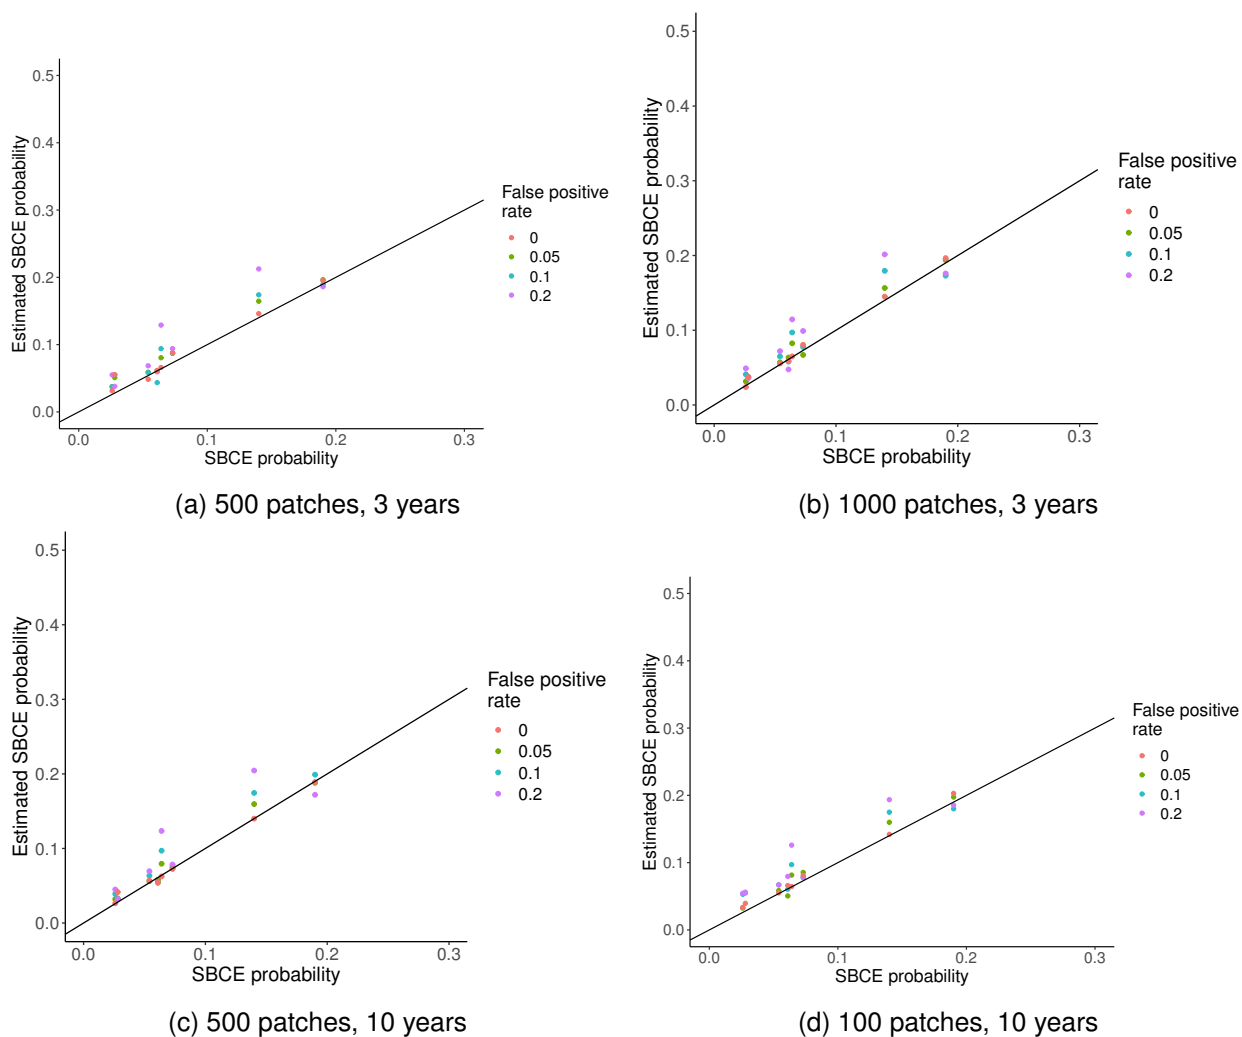 Estimated SBCE probability
0.5
0.4
0.3
0.2
0.1
0.0
0.0 0.1 0.2 0.3
SBCE probability
False positive
rate
0
0.05
0.1
0.2
(a) 500 patches, 3 years
Estimated SBCE probability
0.5
0.4
0.3
0.2
0.1
0.0
0.0 0.1 0.2 0.3
SBCE probability
False positive
rate
0
0.05
0.1
0.2
(b) 1000 patches, 3 years
Estimated SBCE probability
0.5
0.4
0.3
0.2
0.1
0.0
0.0 0.1 0.2 0.3
SBCE probability
False positive
rate
0
0.05
0.1
0.2
(c) 500 patches, 10 years
Estimated SBCE probability
0.5
0.4
0.3
0.2
0.1
0.0
0.0 0.1 0.2 0.3
SBCE probability
False positive
rate
0
0.05
0.1
0.2
(d) 100 patches, 10 years